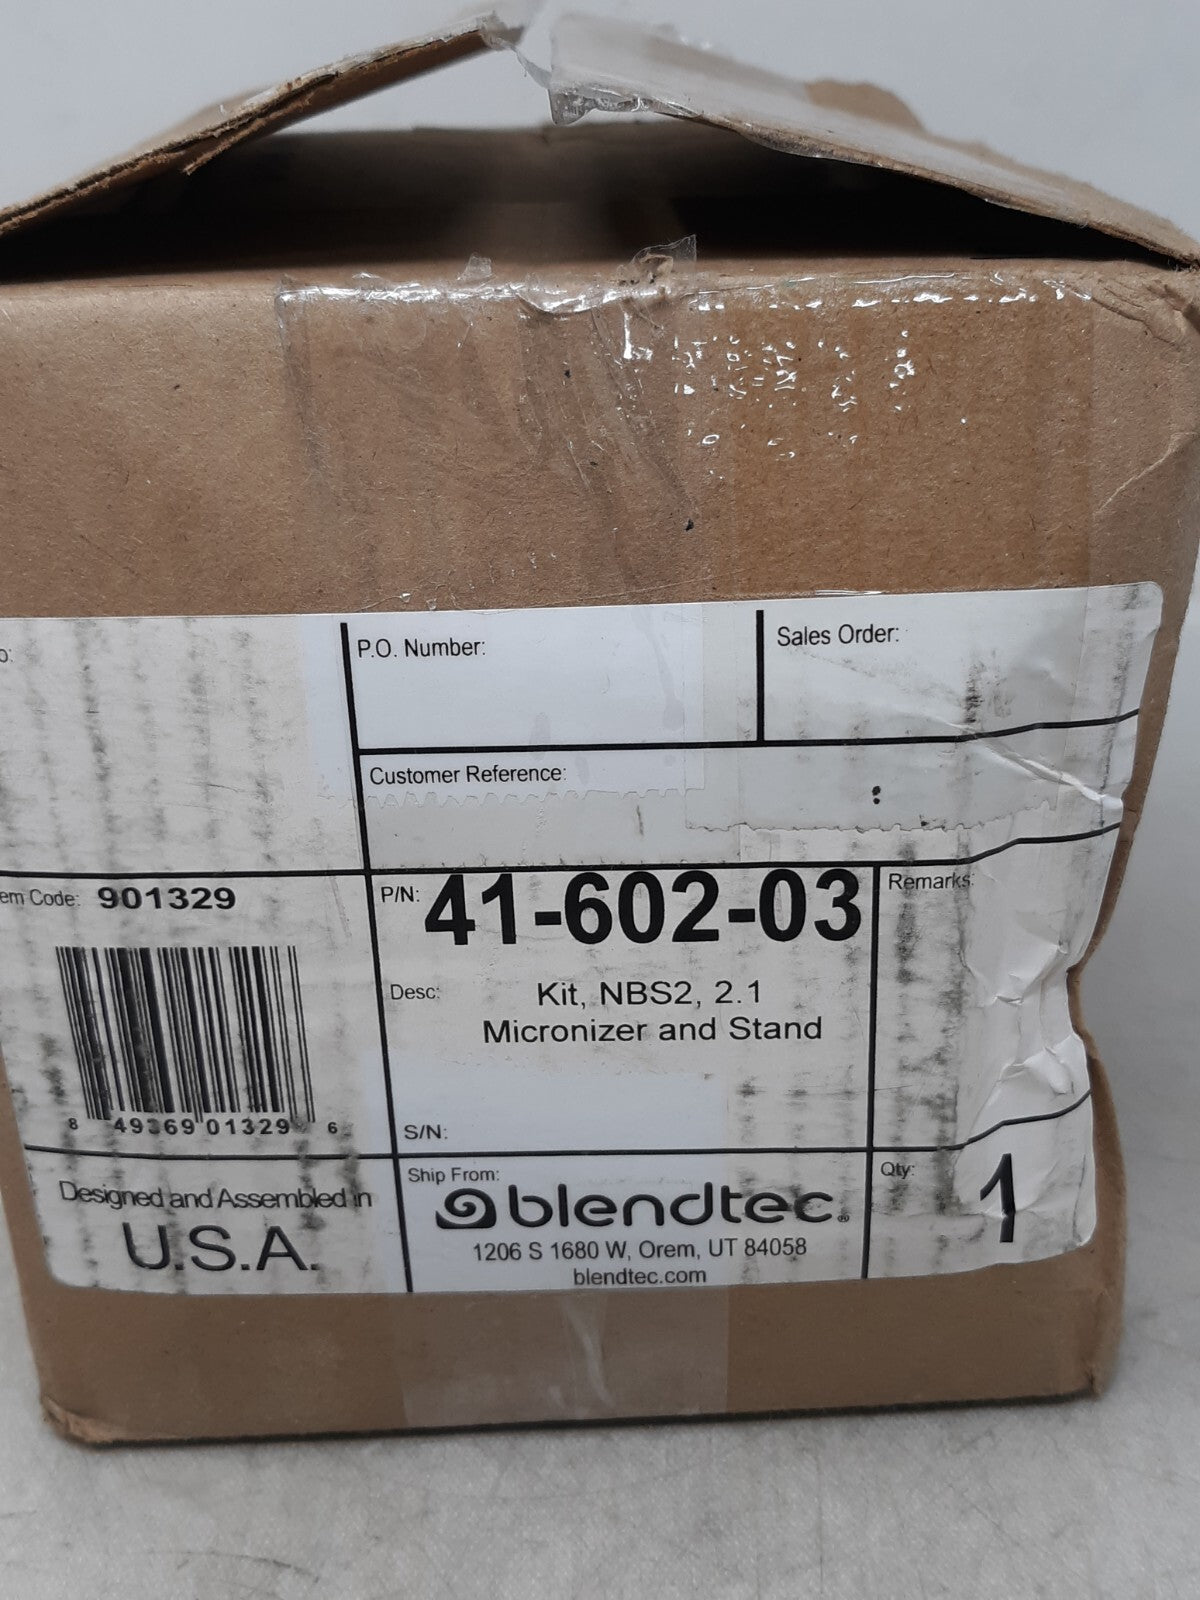 o:
P.O. Number:
Sales Order:
Customer Reference:
em Code: 901329
P/N: 41-602-03
Remarks:
Desc: Kit, NBS2, 2.1
Micronizer and Stand
8 49369 01329 6
S/N:
Designed and Assembled in
U.S.A.
Ship From:
blendtec®
1206 S 1680 W, Orem, UT 84058
blendtec.com
Qty: 1